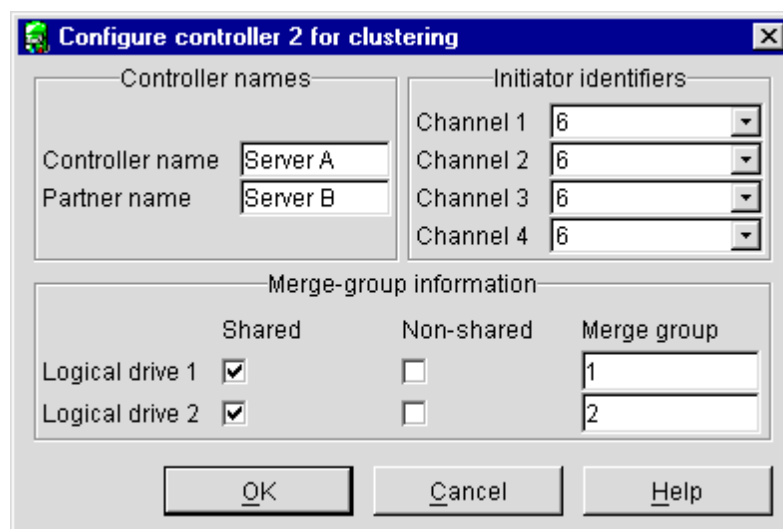 Configure controller 2 for clustering
Controller names
Controller name Server A
Partner name Server B
Initiator identifiers
Channel 1 6
Channel 2 6
Channel 3 6
Channel 4 6
Merge-group information
Shared Non-shared Merge group
Logical drive 1 1
Logical drive 2 2
OK Cancel Help